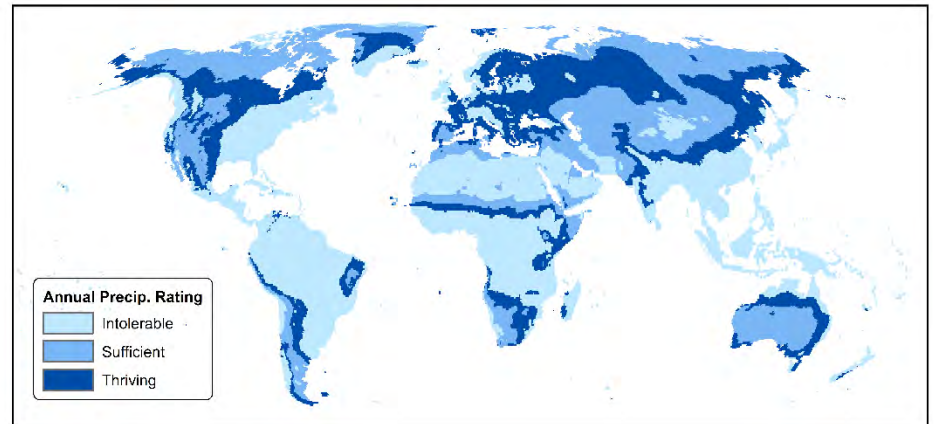 Annual Precip. Rating
Intolerable
Sufficient
Thriving